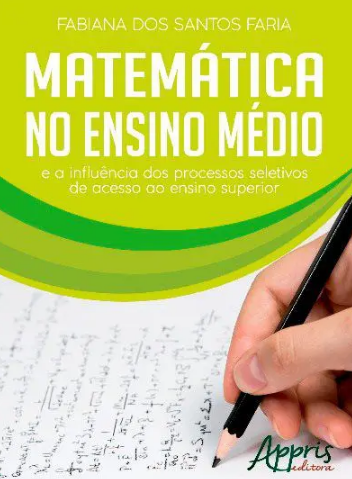 FABIANA DOS SANTOS FARIA
MATEMÁTICA
NO ENSINO MÉDIO
e a influência dos processos seletivos
de acesso ao ensino superior
Appris
editora